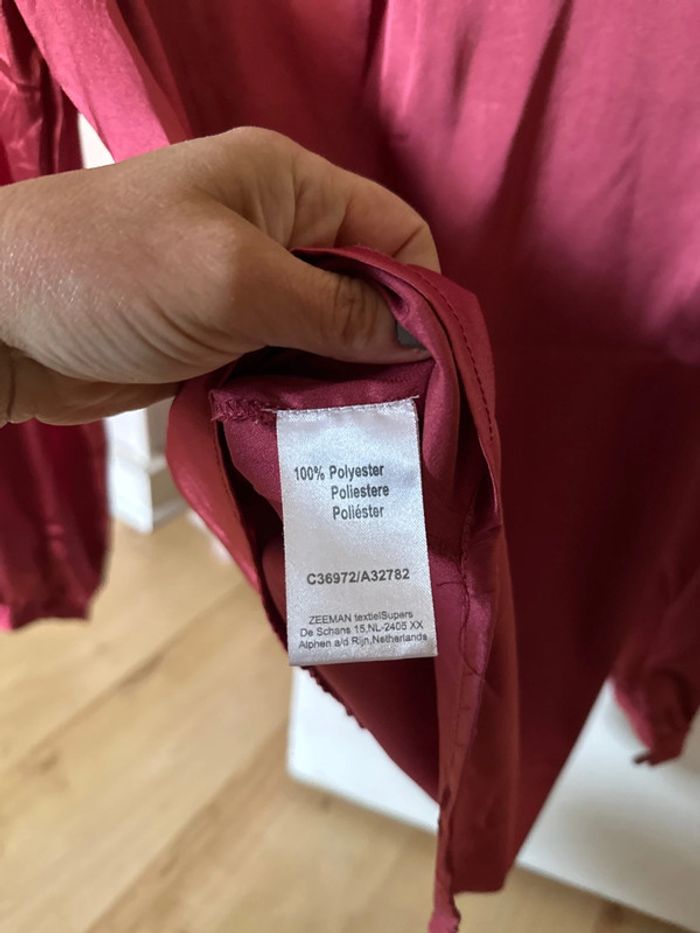 100% Polyester
Poliestere
Poliéster
C36972/A32782
ZEEMAN textielSupers
De Schans 15,NL-2405 XX
Alphen a/d Rijn,Netherlands